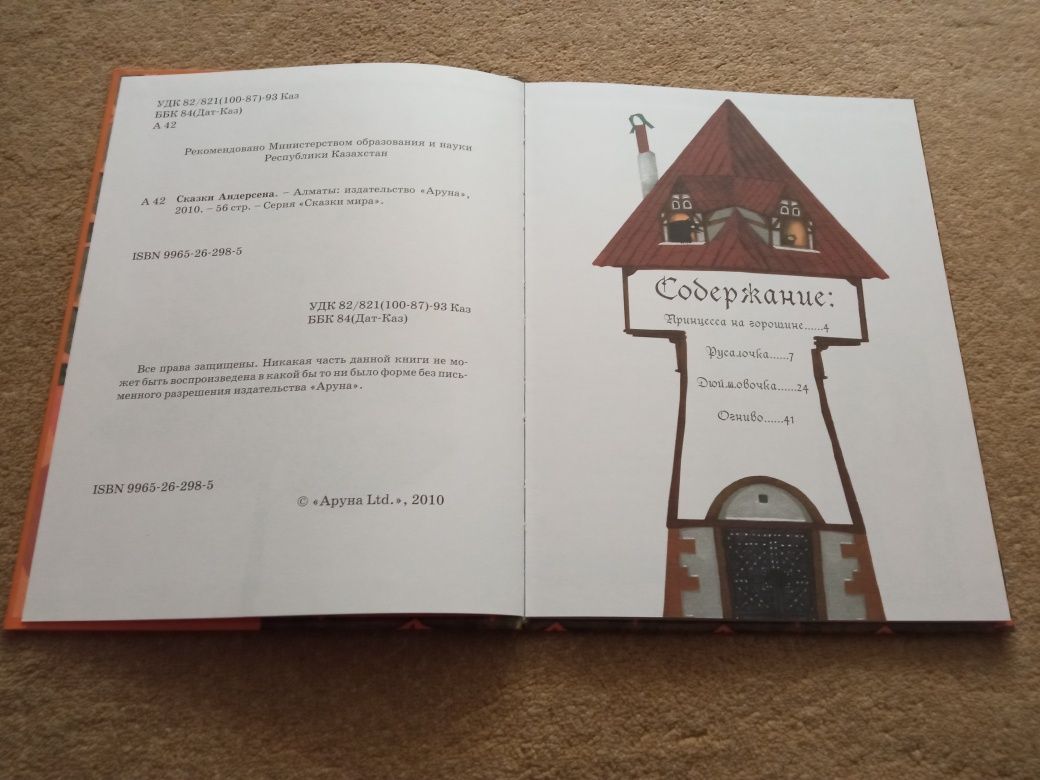 УДК 82/821(100-87)-93 Каз
ББК 84(Дат-Каз)
А 42
Рекомендовано Министерством образования и науки
Республики Казахстан
А 42 Сказки Андерсена. – Алматы: издательство «Аруна»,
2010. – 56 стр. – Серия «Сказки мира».
ISBN 9965-26-298-5
УДК 82/821(100-87)-93 Каз
ББК 84(Дат-Каз)
Все права защищены. Никакая часть данной книги не мо-
жет быть воспроизведена в какой бы то ни было форме без пись-
менного разрешения издательства «Аруна».
ISBN 9965-26-298-5
© «Аруна Ltd.», 2010
Содержание:
Принцесса на горошине......4
Русалочка......7
Дюймовочка......24
Огниво......41